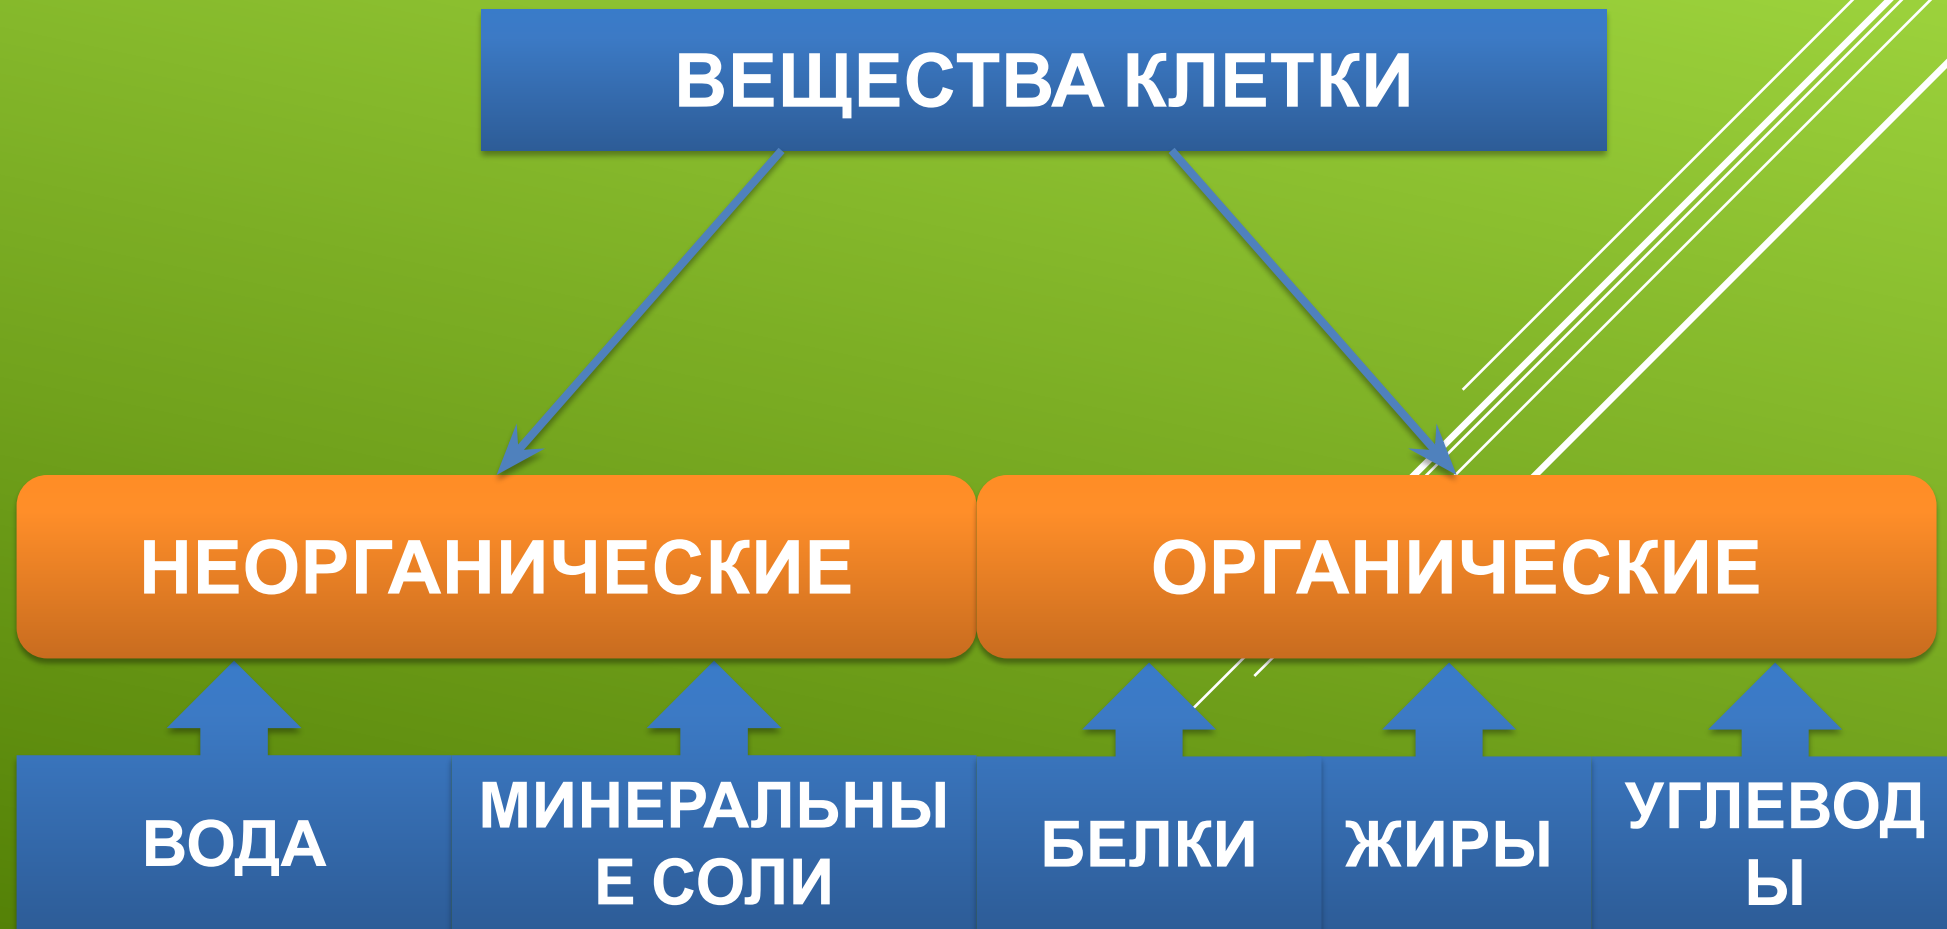 ВЕЩЕСТВА КЛЕТКИ
НЕОРГАНИЧЕСКИЕ
ОРГАНИЧЕСКИЕ
ВОДА
МИНЕРАЛЬНЫ
Е СОЛИ
БЕЛКИ
ЖИРЫ
УГЛЕВОД
Ы